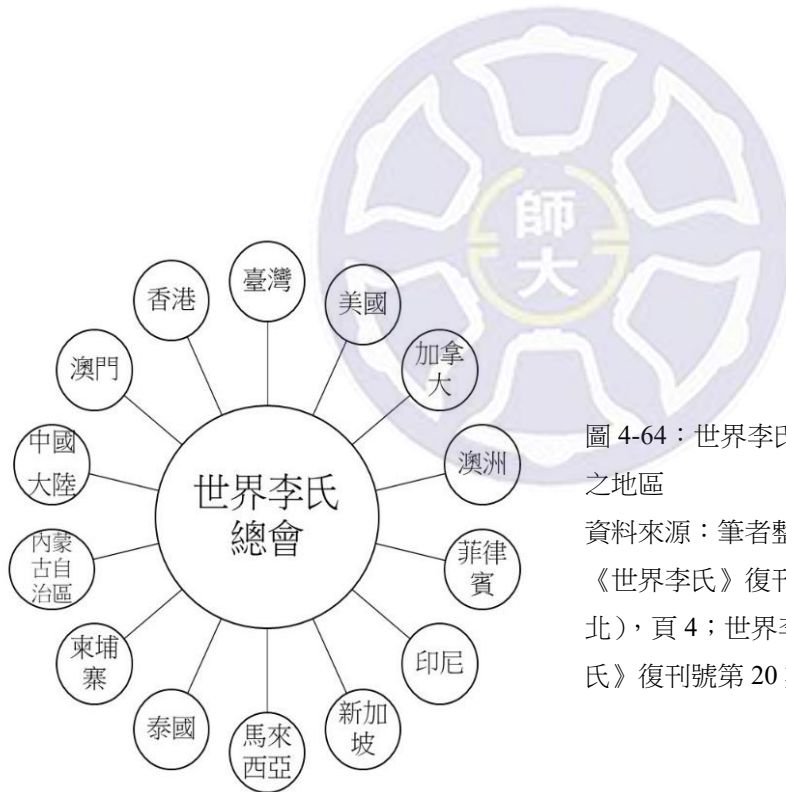 師
大
臺灣
美國
加拿
大
澳洲
菲律
賓
印尼
新加
坡
馬來
西亞
泰國
柬埔
寨
內蒙
古自
治區
中國
大陸
澳門
香港
世界李氏
總會
圖 4-64：世界李氏
之地區
資料來源：筆者整
《世界李氏》復刊
北），頁 4；世界李
氏》復刊號第 20